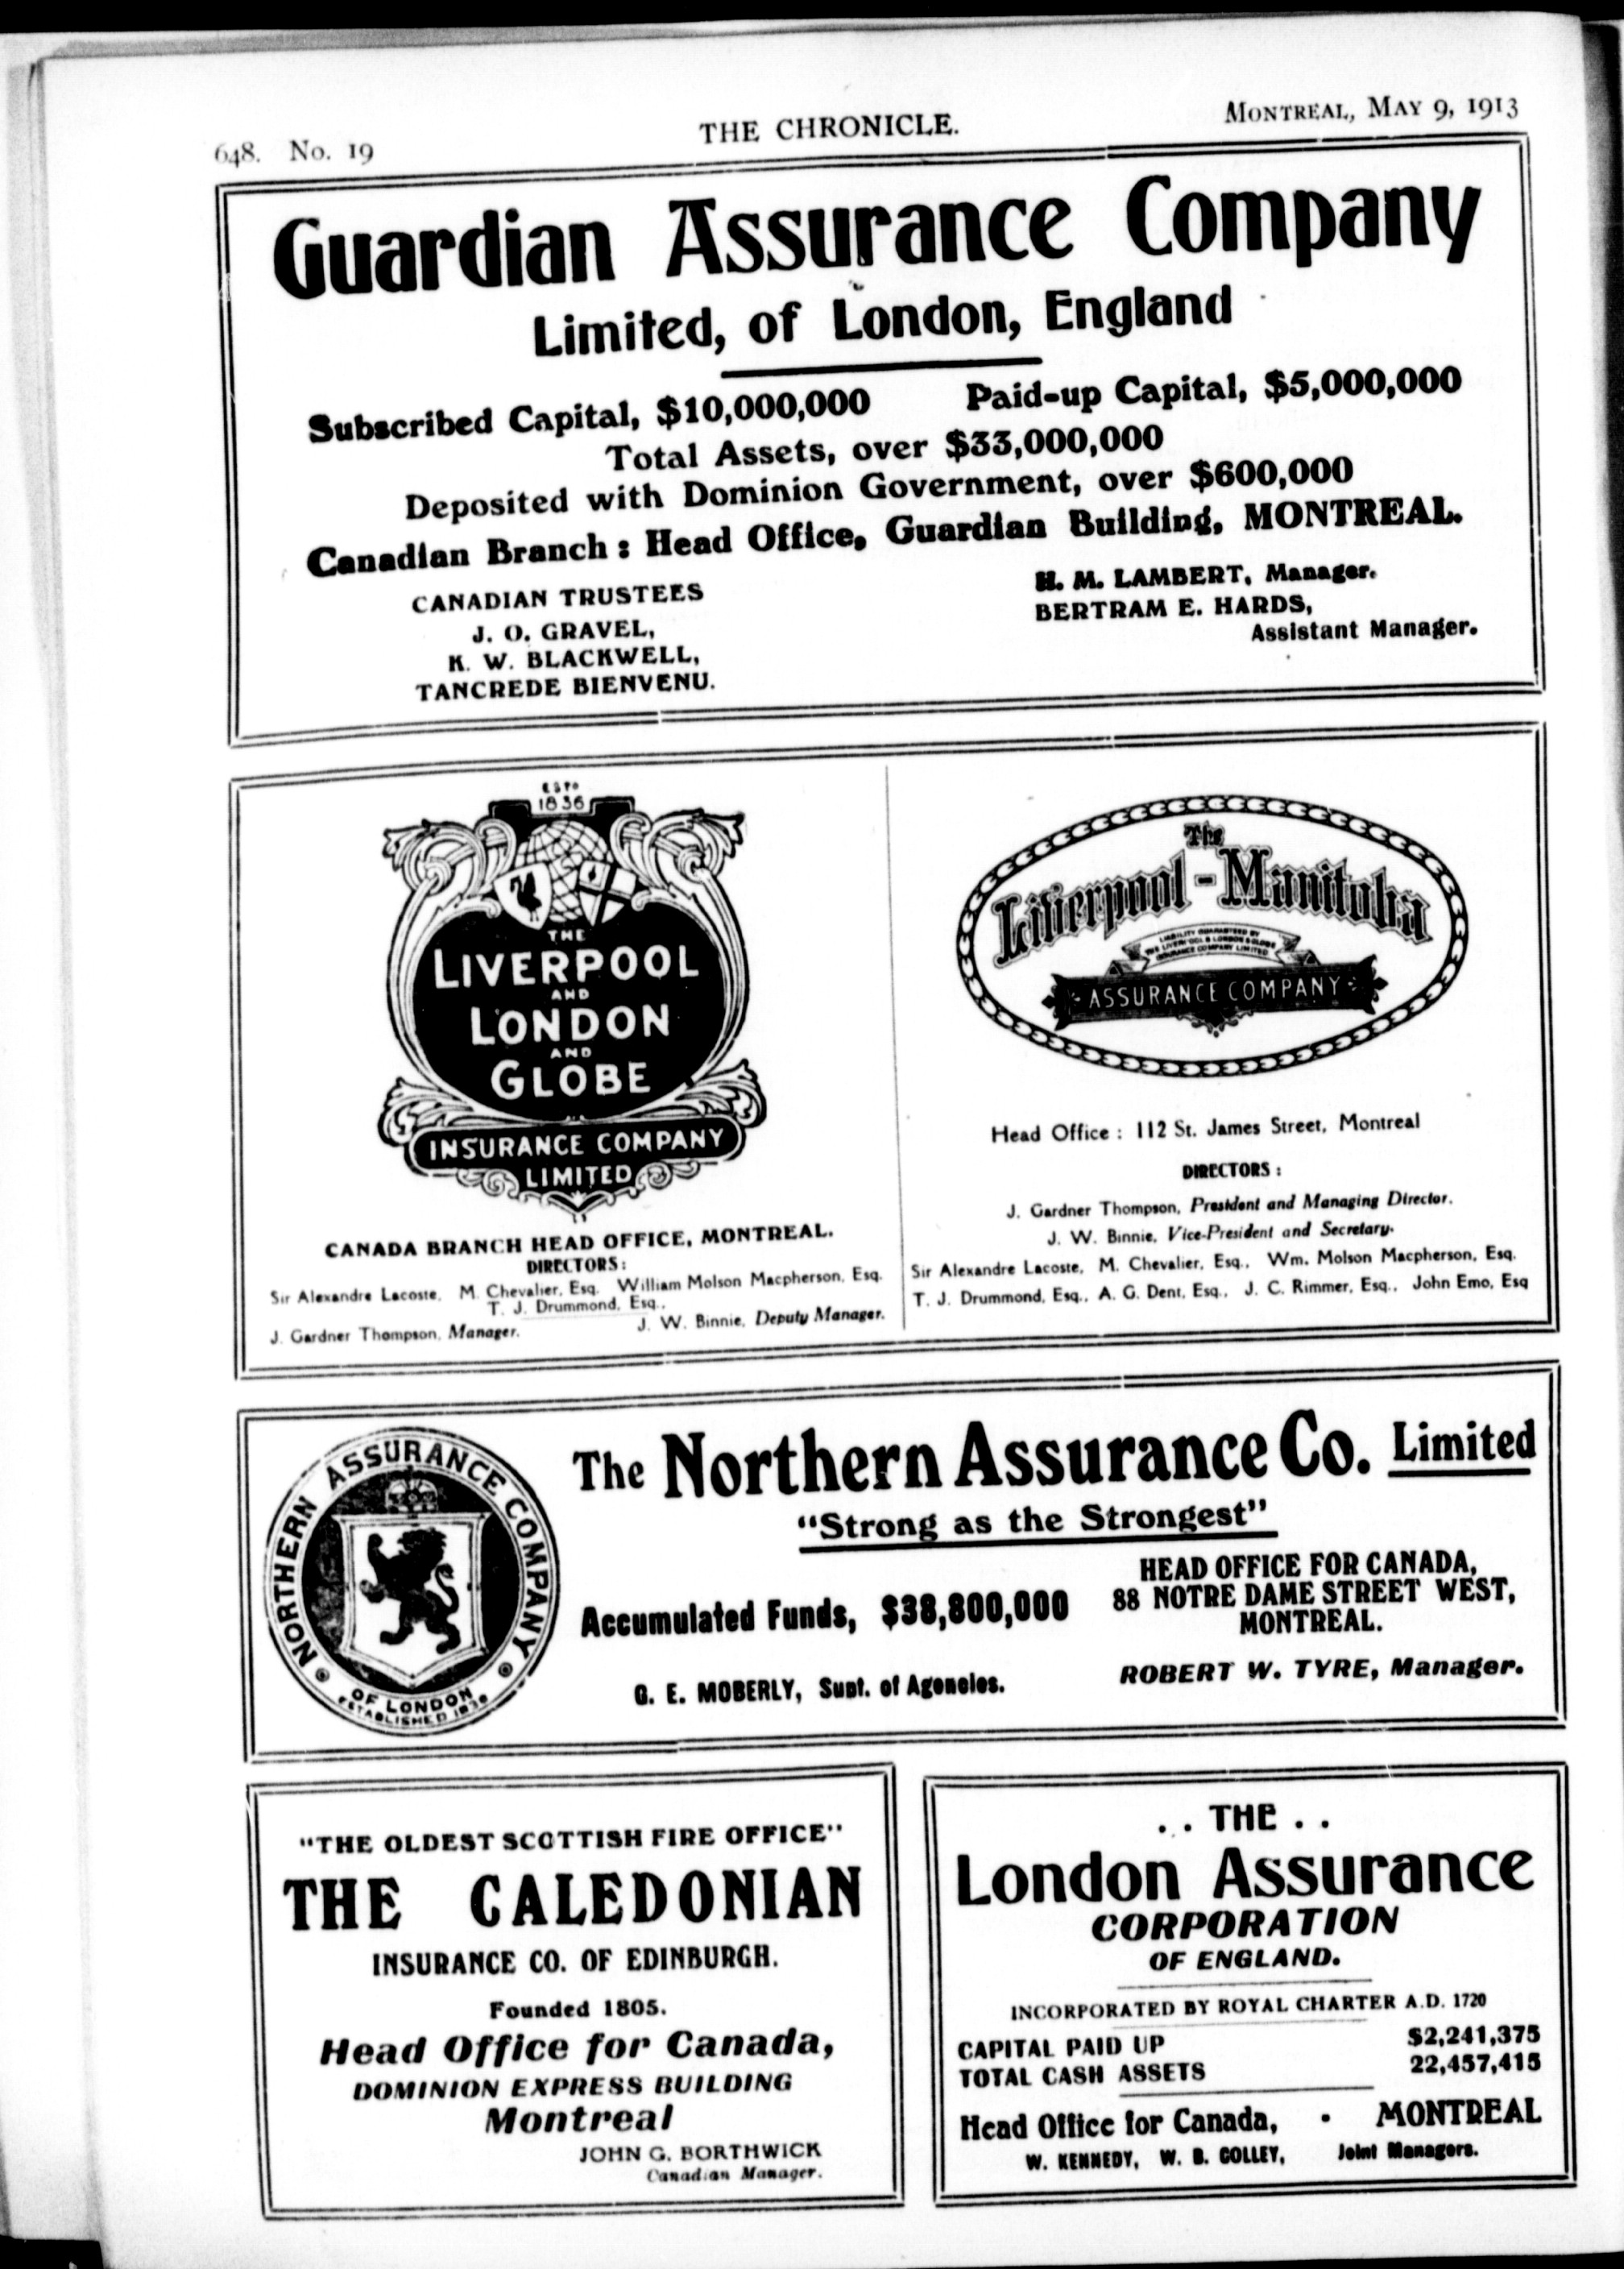 648. No. 19
THE CHRONICLE.
MONTREAL, MAY 9, 1913
Guardian Assurance Company
Limited, of London, England
Subscribed Capital, $10,000,000 Paid-up Capital, $5,000,000
Total Assets, over $33,000,000
Deposited with Dominion Government, over $600,000
Canadian Branch : Head Office, Guardian Building, MONTREAL.
CANADIAN TRUSTEES
J. O. GRAVEL,
K. W. BLACKWELL,
TANCREDE BIENVENU.
H. M. LAMBERT, Manager.
BERTRAM E. HARDS,
Assistant Manager.
ESTD
1836
THE
LIVERPOOL
AND
LONDON
AND
GLOBE
INSURANCE COMPANY
LIMITED
CANADA BRANCH HEAD OFFICE, MONTREAL.
DIRECTORS :
Sir Alexandre Lacoste, M. Chevalier, Esq. William Molson Macpherson, Esq.
T. J. Drummond, Esq.,
J. Gardner Thompson, Manager. J. W. Binnie, Deputy Manager.
The
Liverpool-Manitoba
LIABILITY GUARANTEED BY
THE LIVERPOOL & LONDON & GLOBE
INSURANCE COMPANY LIMITED
ASSURANCE COMPANY
Head Office : 112 St. James Street, Montreal
DIRECTORS :
J. Gardner Thompson, President and Managing Director.
J. W. Binnie, Vice-President and Secretary.
Sir Alexandre Lacoste, M. Chevalier, Esq., Wm. Molson Macpherson, Esq.
T. J. Drummond, Esq., A. G. Dent, Esq., J. C. Rimmer, Esq., John Emo, Esq
NORTHERN ASSURANCE COMPANY
OF LONDON
ESTABLISHED 1836
The Northern Assurance Co. Limited
"Strong as the Strongest"
Accumulated Funds, $38,800,000
HEAD OFFICE FOR CANADA,
88 NOTRE DAME STREET WEST,
MONTREAL.
G. E. MOBERLY, Supt. of Agencies.
ROBERT W. TYRE, Manager.
"THE OLDEST SCOTTISH FIRE OFFICE"
THE CALEDONIAN
INSURANCE CO. OF EDINBURGH.
Founded 1805.
Head Office for Canada,
DOMINION EXPRESS BUILDING
Montreal
JOHN G. BORTHWICK
Canadian Manager.
. . THE . .
London Assurance
CORPORATION
OF ENGLAND.
INCORPORATED BY ROYAL CHARTER A.D. 1720
CAPITAL PAID UP $2,241,375
TOTAL CASH ASSETS 22,457,415
Head Office for Canada, - MONTREAL
W. KENNEDY, W. B. COLLEY, Joint Managers.